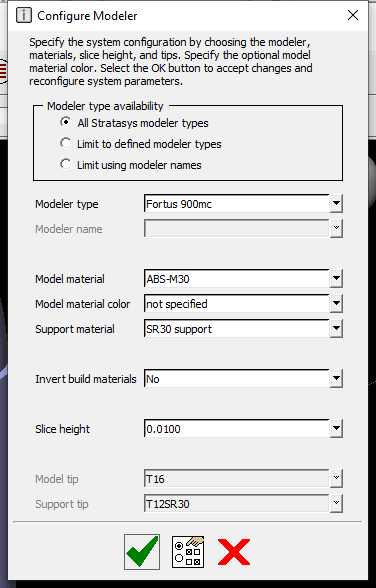 Configure Modeler
Specify the system configuration by choosing the modeler,
materials, slice height, and tips. Specify the optional model
material color. Select the OK button to accept changes and
reconfigure system parameters.
Modeler type availability
All Stratasys modeler types
Limit to defined modeler types
Limit using modeler names
Modeler type Fortus 900mc
Modeler name
Model material ABS-M30
Model material color not specified
Support material SR30 support
Invert build materials No
Slice height 0.0100
Model tip T16
Support tip T12SR30